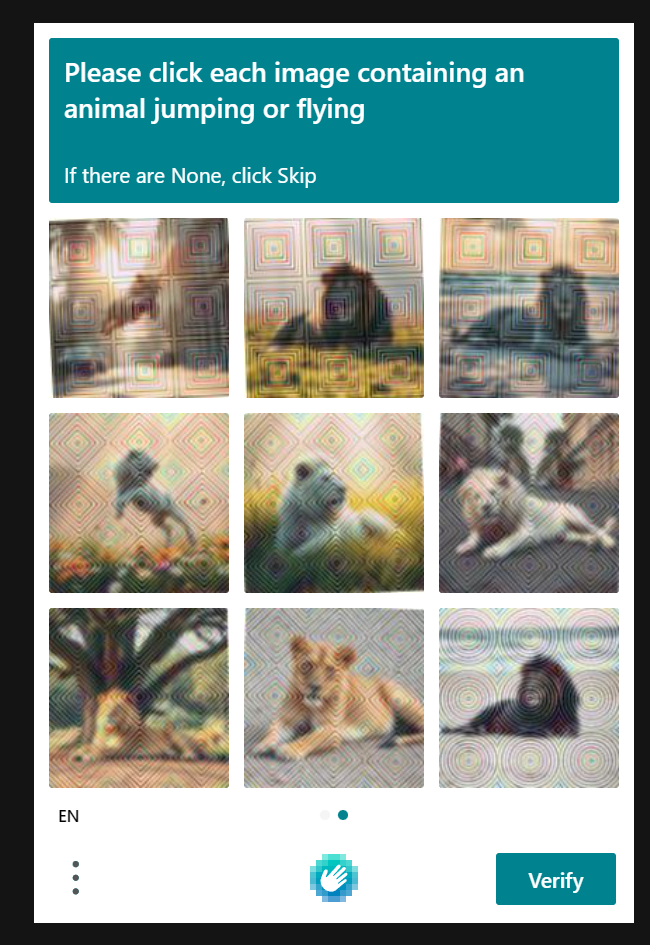 Please click each image containing an
animal jumping or flying
If there are None, click Skip
EN
Verify